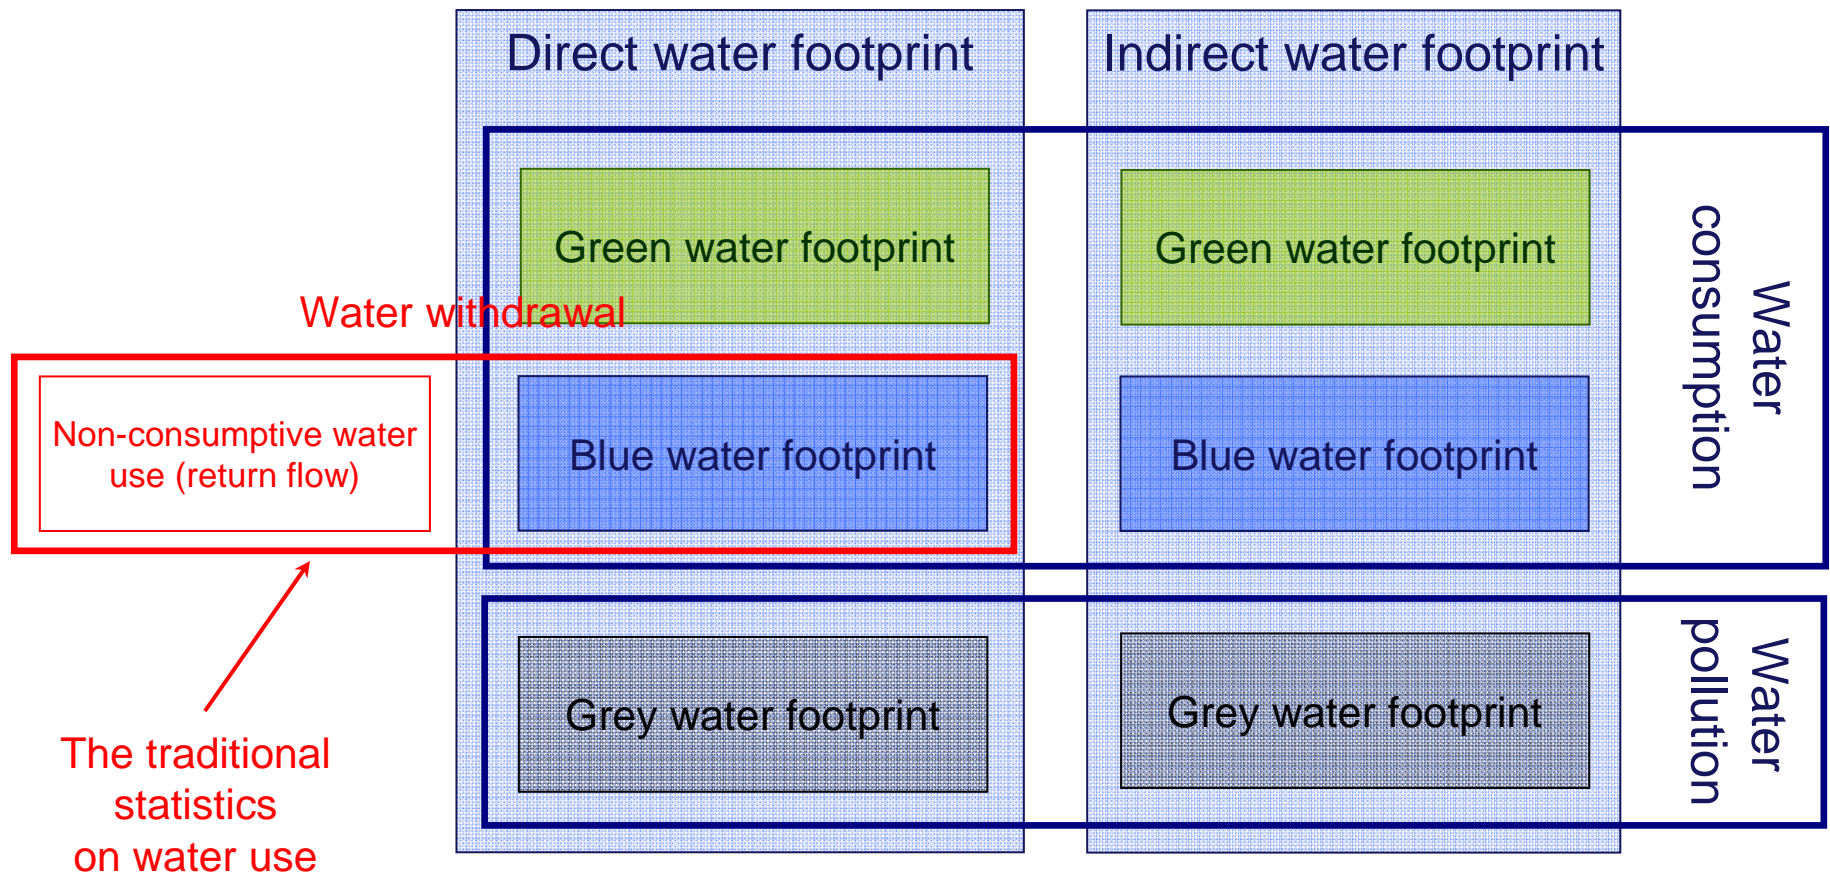 Direct water footprint
Indirect water footprint
Green water footprint
Green water footprint
Water
consumption
Water withdrawal
Non-consumptive water
use (return flow)
Blue water footprint
Blue water footprint
Grey water footprint
Grey water footprint
Water
pollution
The traditional
statistics
on water use